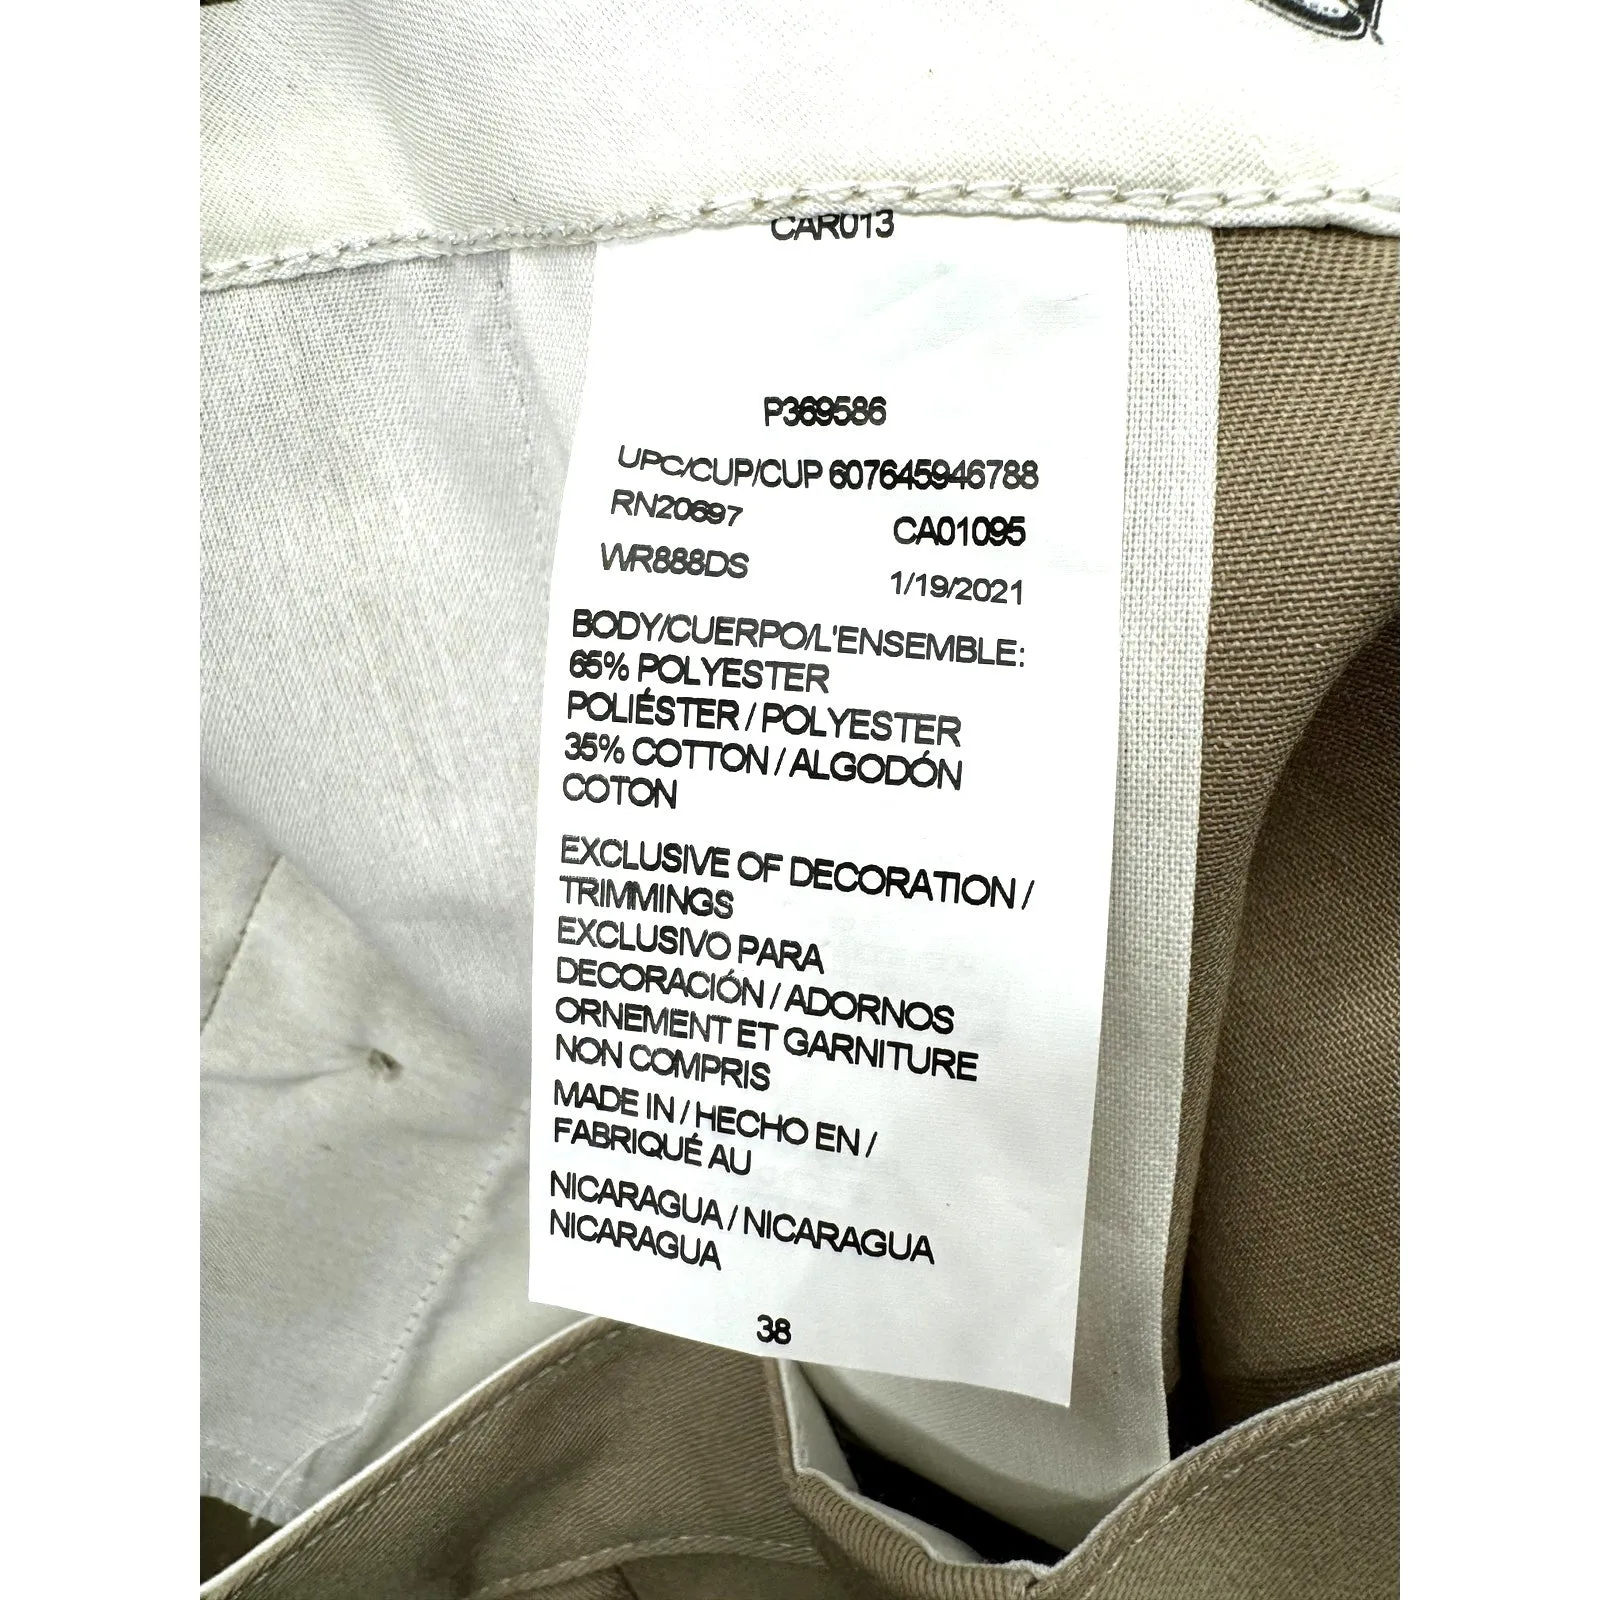 CAR013
P369586
UPC/CUP/CUP 607645946788
RN20697 CA01095
WR888DS 1/19/2021
BODY/CUERPO/L'ENSEMBLE:
65% POLYESTER
POLIÉSTER / POLYESTER
35% COTTON / ALGODÓN
COTON
EXCLUSIVE OF DECORATION /
TRIMMINGS
EXCLUSIVO PARA
DECORACIÓN / ADORNOS
ORNEMENT ET GARNITURE
NON COMPRIS
MADE IN / HECHO EN /
FABRIQUÉ AU
NICARAGUA / NICARAGUA
NICARAGUA
38